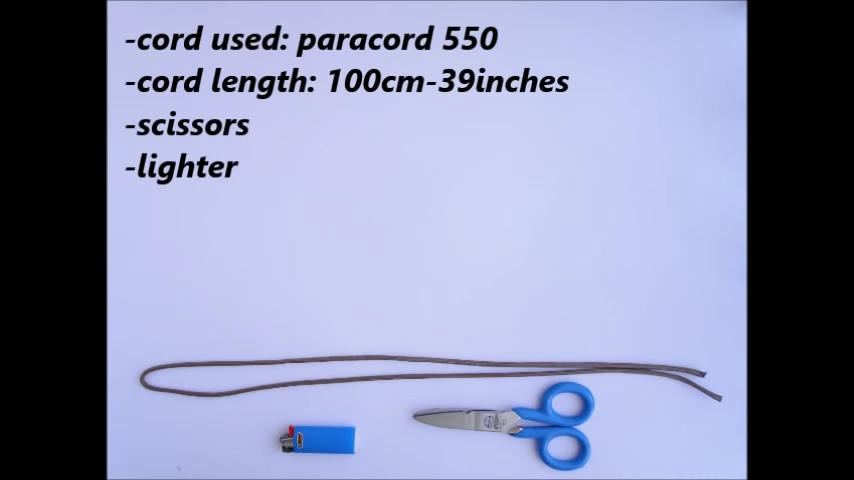 -cord used: paracord 550
-cord length: 100cm-39inches
-scissors
-lighter